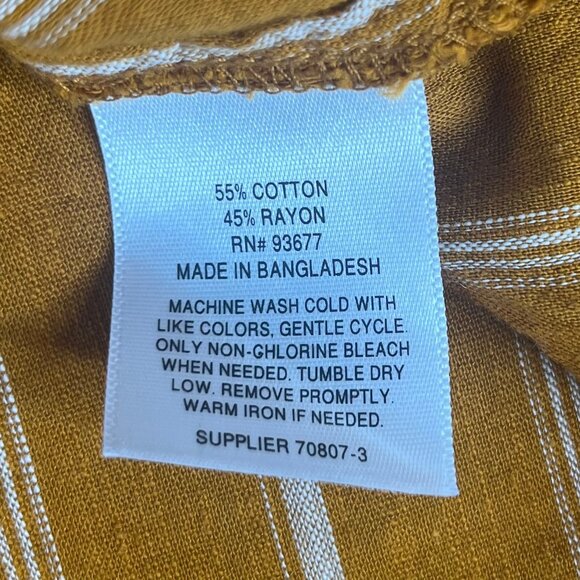 55% COTTON
45% RAYON
RN# 93677
MADE IN BANGLADESH
MACHINE WASH COLD WITH
LIKE COLORS, GENTLE CYCLE.
ONLY NON-CHLORINE BLEACH
WHEN NEEDED. TUMBLE DRY
LOW. REMOVE PROMPTLY.
WARM IRON IF NEEDED.
SUPPLIER 70807-3